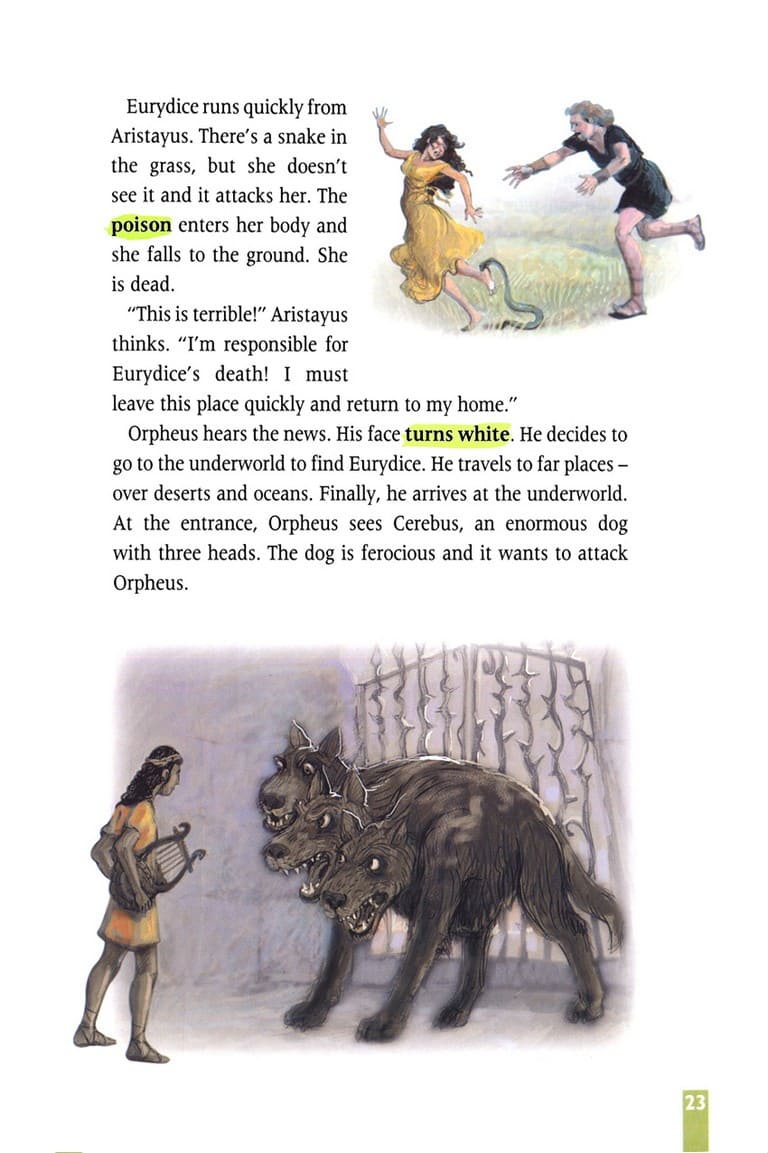 Eurydice runs quickly from
Aristayus. There's a snake in
the grass, but she doesn't
see it and it attacks her. The
poison enters her body and
she falls to the ground. She
is dead.
“This is terrible!” Aristayus
thinks. “I'm responsible for
Eurydice's death! I must
leave this place quickly and return to my home.”
Orpheus hears the news. His face turns white. He decides to
go to the underworld to find Eurydice. He travels to far places –
over deserts and oceans. Finally, he arrives at the underworld.
At the entrance, Orpheus sees Cerebus, an enormous dog
with three heads. The dog is ferocious and it wants to attack
Orpheus.
23